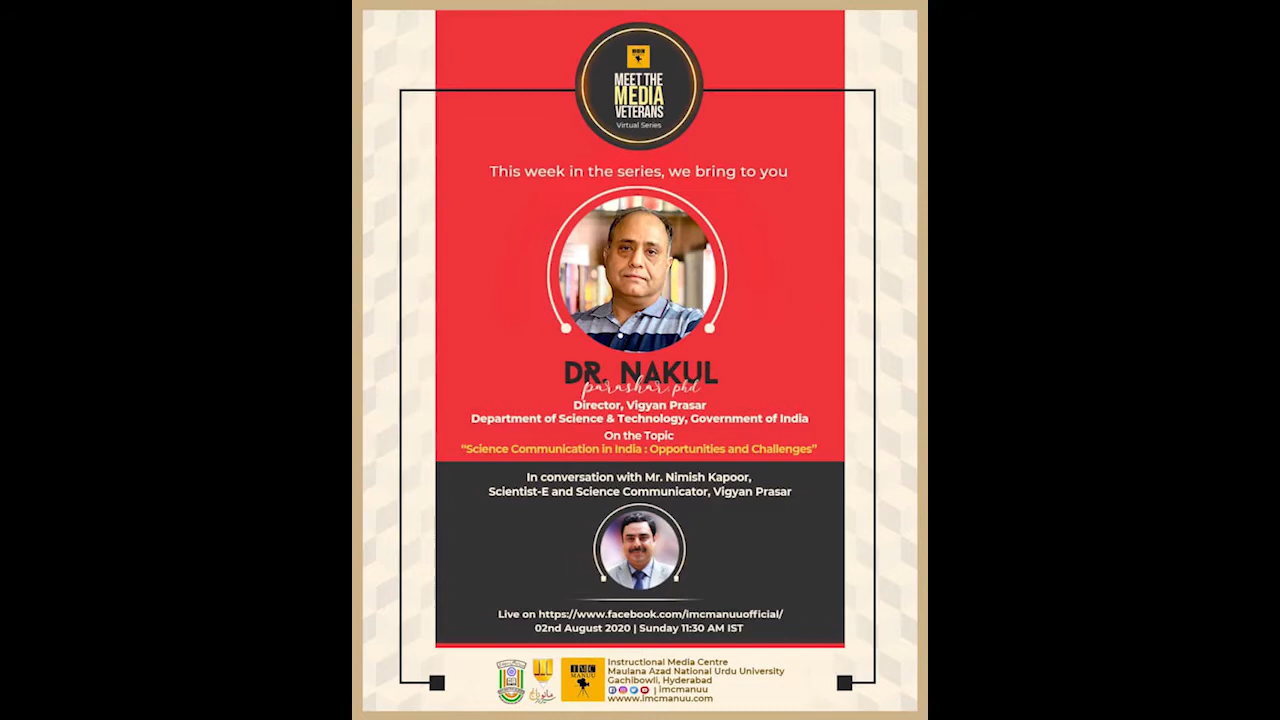 MEET THE
MEDIA
VETERANS
Virtual Series
This week in the series, we bring to you
DR. NAKUL
parashar, phd
Director, Vigyan Prasar
Department of Science & Technology, Government of India
On the Topic
“Science Communication in India : Opportunities and Challenges”
In conversation with Mr. Nimish Kapoor,
Scientist-E and Science Communicator, Vigyan Prasar
Live on https://www.facebook.com/imcmanuuofficial/
02nd August 2020 | Sunday 11:30 AM IST
IMC
MANUU
Instructional Media Centre
Maulana Azad National Urdu University
Gachibowli, Hyderabad
| imcmanuu
wwww.imcmanuu.com